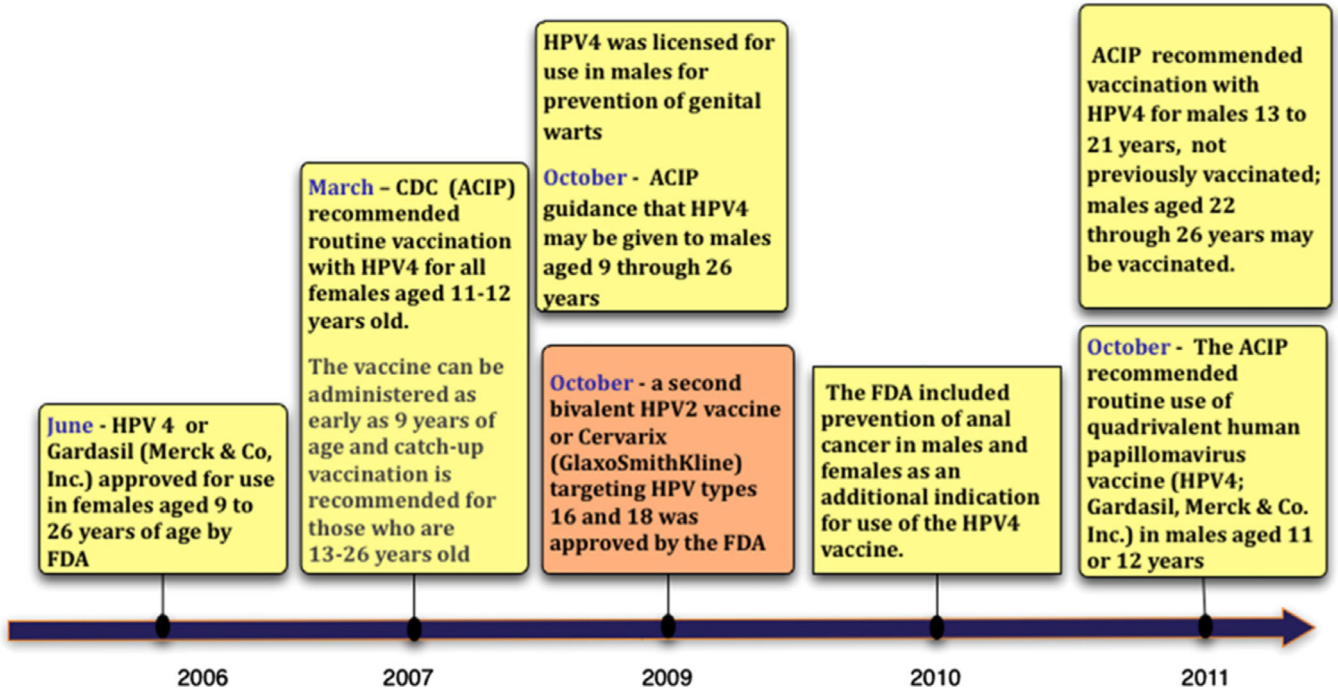 June - HPV 4  or
Gardasil (Merck & Co,
Inc.) approved for use
in females aged 9 to
26 years of age by
FDA
March – CDC  (ACIP)
recommended
routine vaccination
with HPV4 for all
females aged 11-12
years old.
The vaccine can be
administered as
early as 9 years of
age and catch-up
vaccination is
recommended for
those who are
13-26 years old
HPV4 was licensed for
use in males for
prevention of genital
warts
October -  ACIP
guidance that HPV4
may be given to males
aged 9 through 26
years
October - a second
bivalent HPV2 vaccine
or Cervarix
(GlaxoSmithKline)
targeting HPV types
16 and 18 was
approved by the FDA
The FDA included
prevention of anal
cancer in males and
females as an
additional indication
for use of the HPV4
vaccine.
ACIP  recommended
vaccination with
HPV4 for males 13 to
21 years,  not
previously vaccinated;
males aged 22
through 26 years may
be vaccinated.
October -  The ACIP
recommended
routine use of
quadrivalent human
papillomavirus
vaccine (HPV4;
Gardasil, Merck & Co.
Inc.) in males aged 11
or 12 years
2006
2007
2009
2010
2011